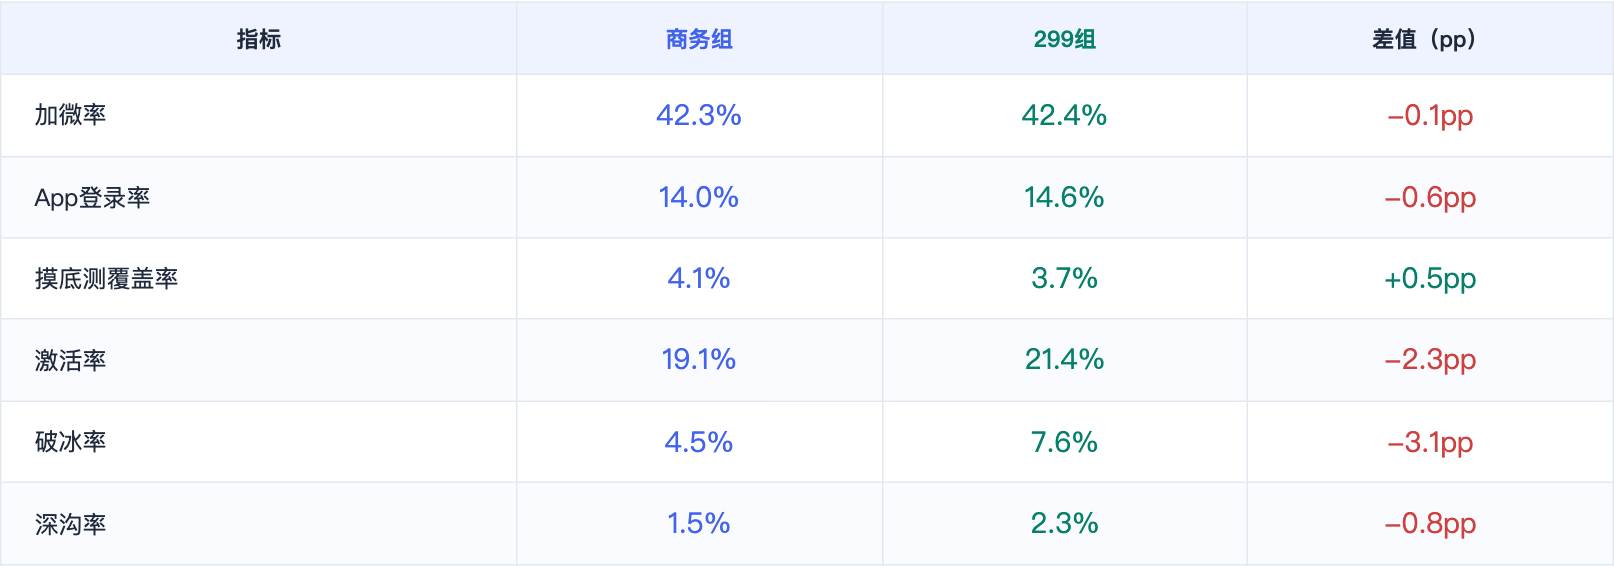 指标 商务组 299组 差值（pp）
加微率 42.3% 42.4% −0.1pp
App登录率 14.0% 14.6% −0.6pp
摸底测覆盖率 4.1% 3.7% +0.5pp
激活率 19.1% 21.4% −2.3pp
破冰率 4.5% 7.6% −3.1pp
深沟率 1.5% 2.3% −0.8pp